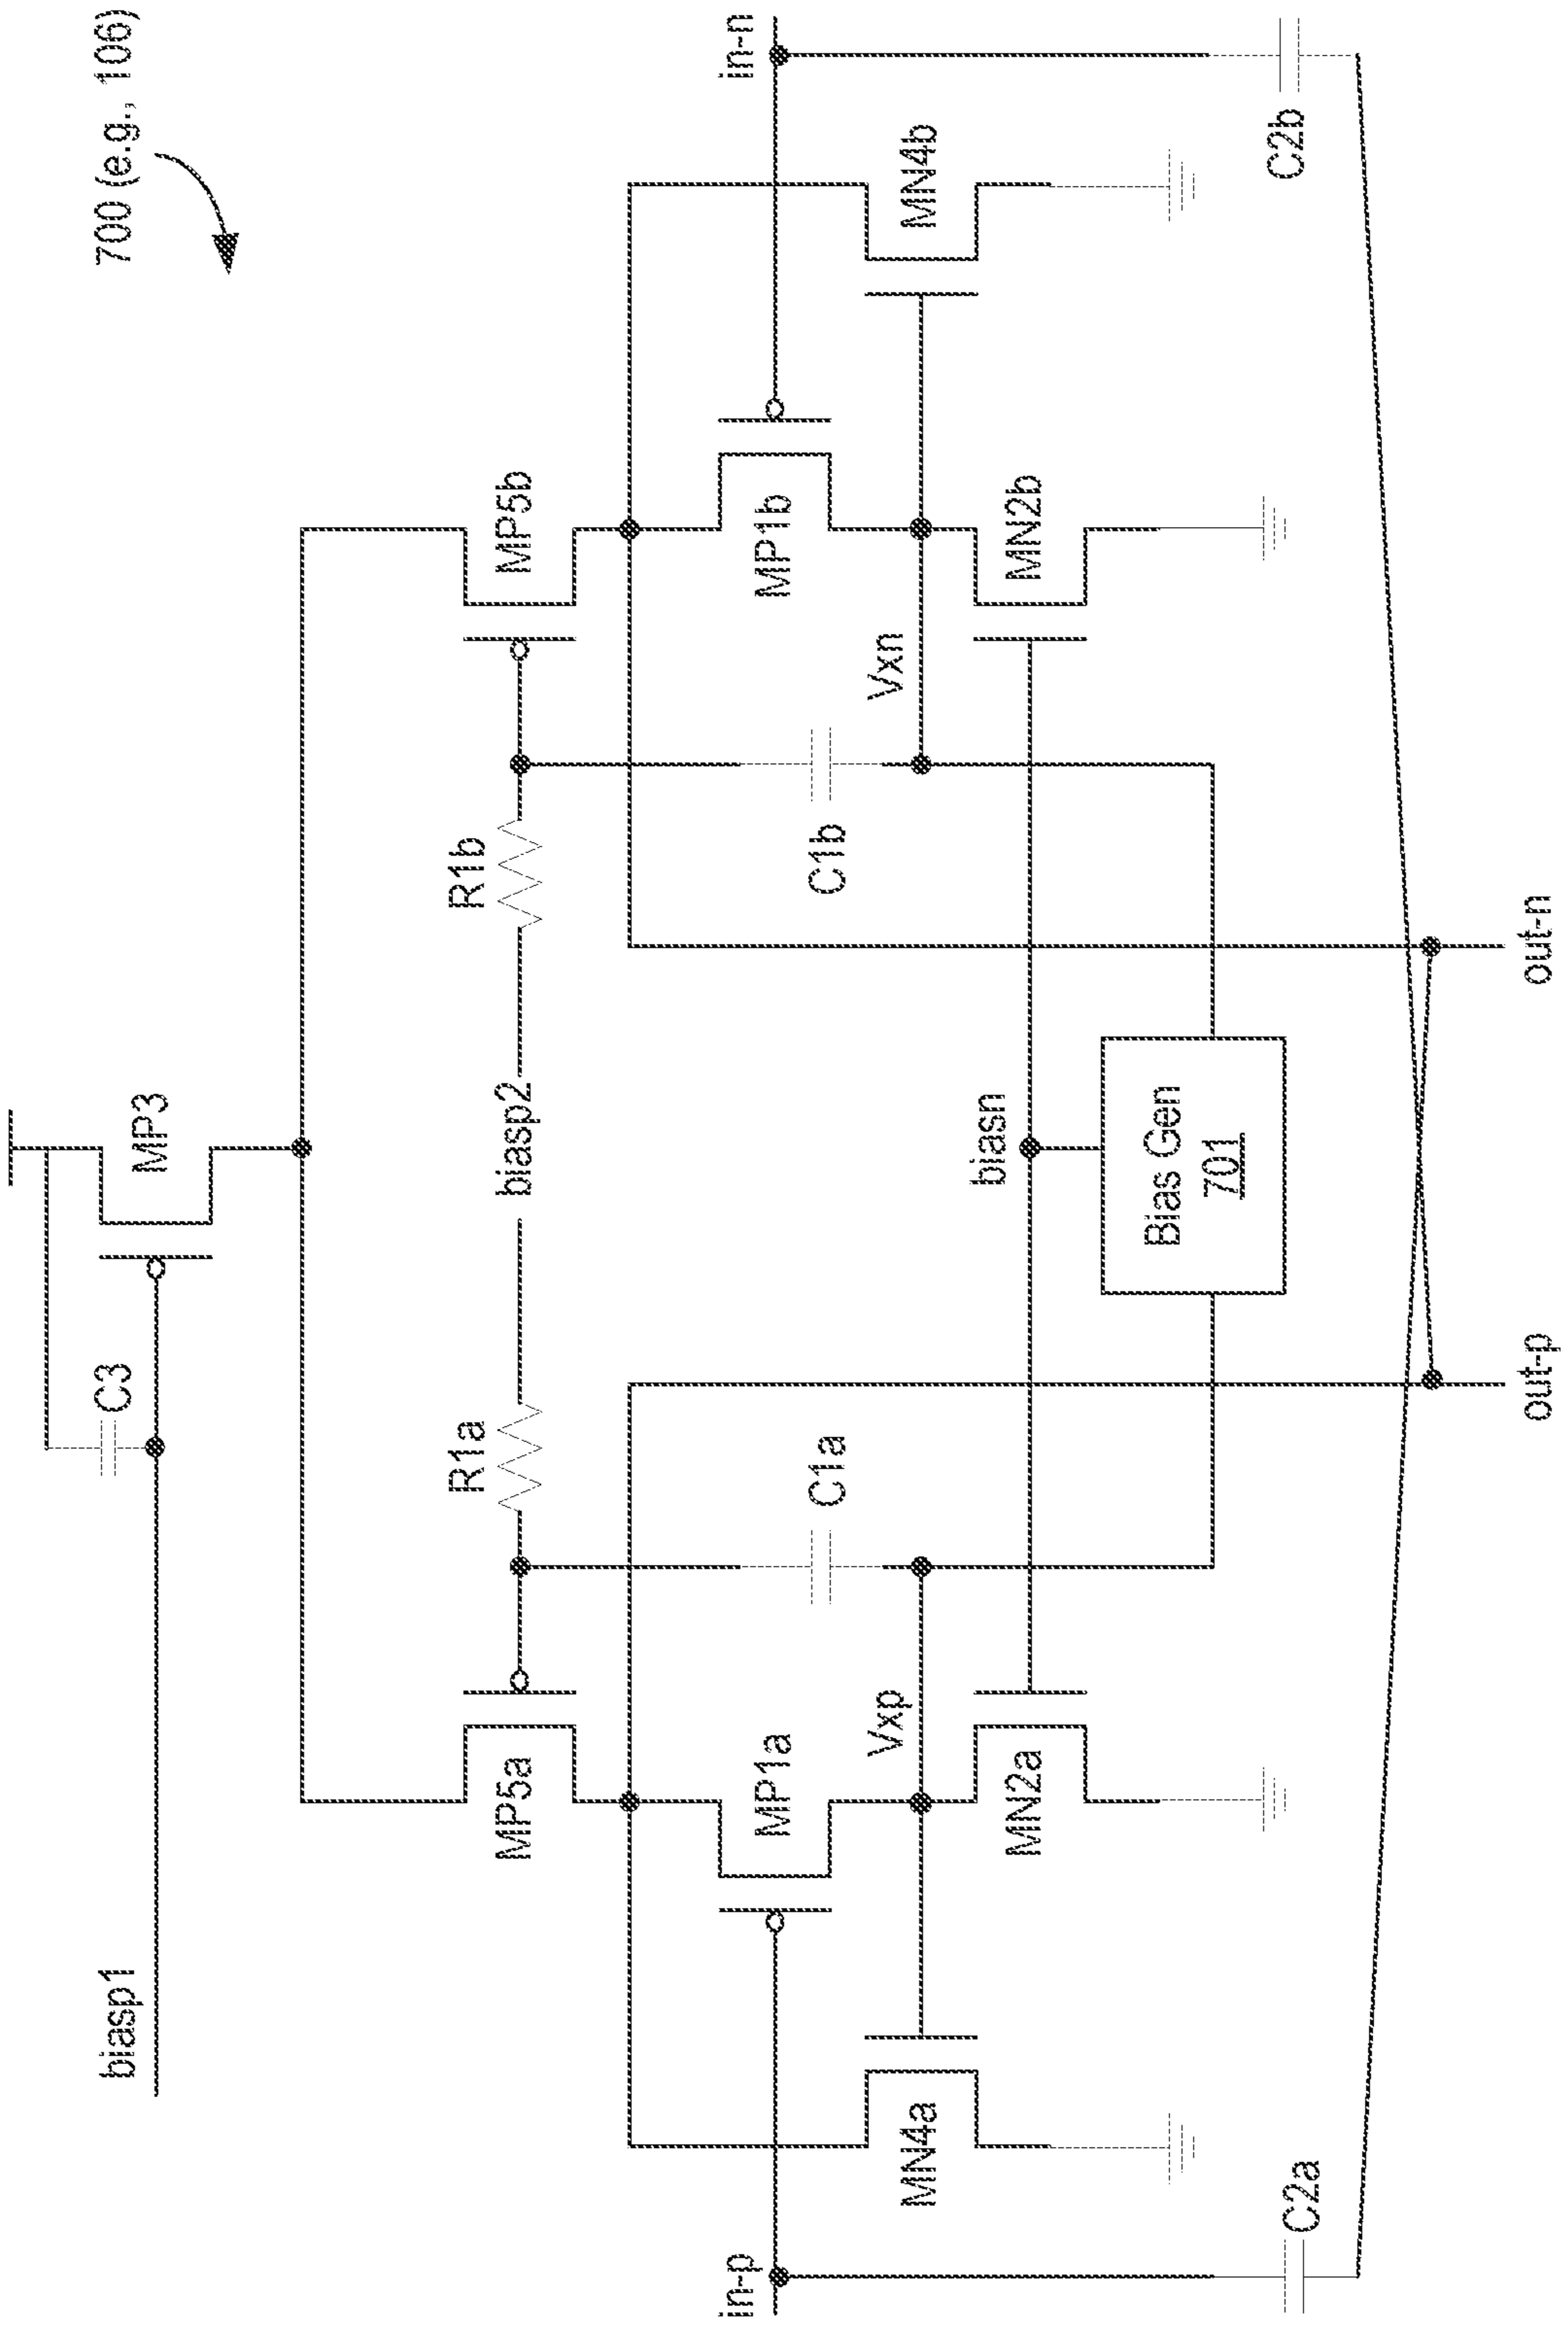 700 (e.g., 106)
MP3
C3
biasp1
MP5a
R1a
biasp2
R1b
MP5b
in-p
MP1a
C1a
C1b
MP1b
in-n
MN4a
Vxp
Vxn
MN4b
MN2a
biasn
MN2b
Bias Gen
701
C2a
C2b
out-p
out-n